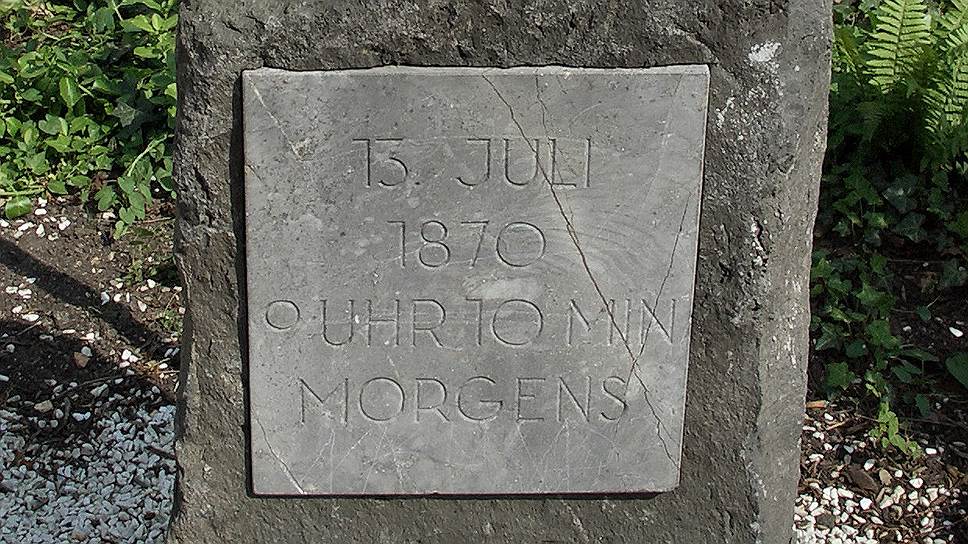 13. JULI
1870
9 UHR 10 MIN
MORGENS